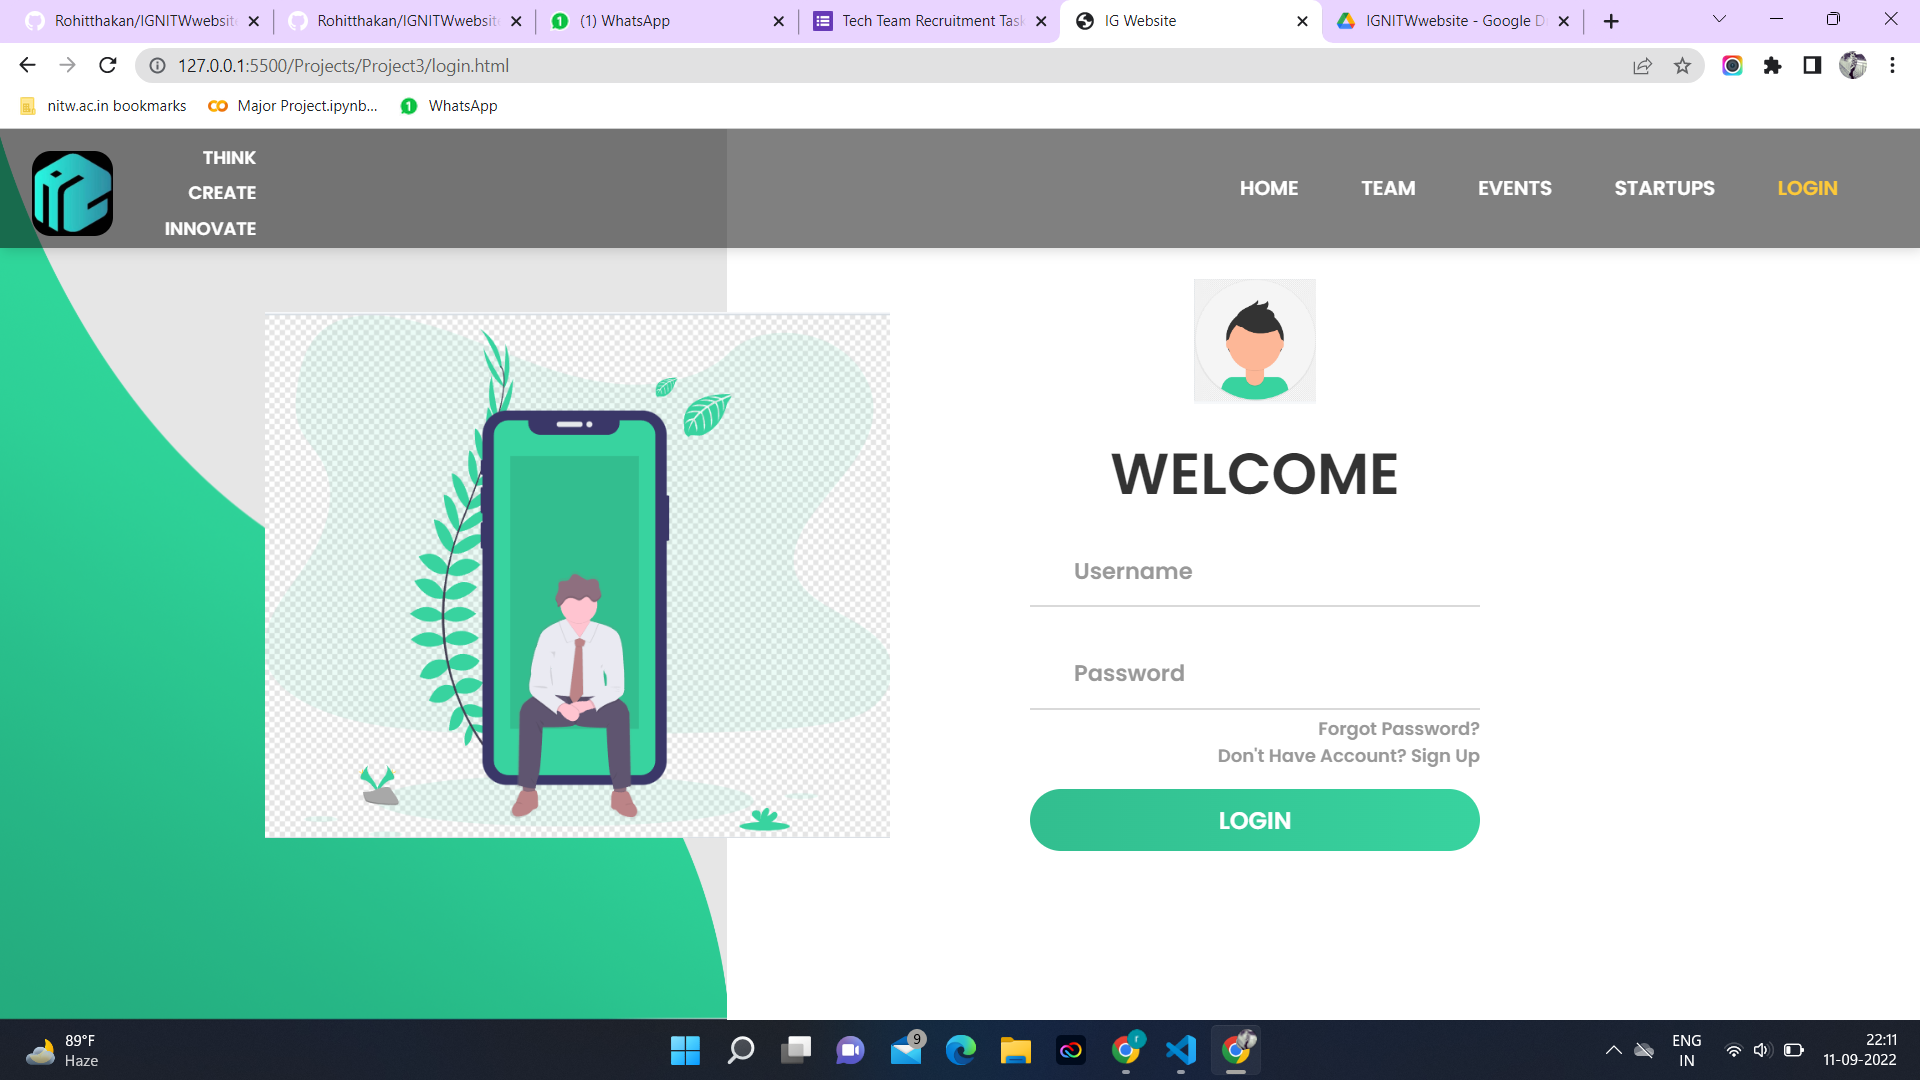 Rohitthakan/IGNITWwebsite
Rohitthakan/IGNITWwebsite
(1) WhatsApp
Tech Team Recruitment Task
IG Website
IGNITWwebsite - Google D
127.0.0.1:5500/Projects/Project3/login.html
nitw.ac.in bookmarks
Major Project.ipynb...
WhatsApp
THINK
CREATE
INNOVATE
HOME
TEAM
EVENTS
STARTUPS
LOGIN
WELCOME
Username
Password
Forgot Password?
Don't Have Account? Sign Up
LOGIN
89°F
Haze
9
ENG
IN
22:11
11-09-2022